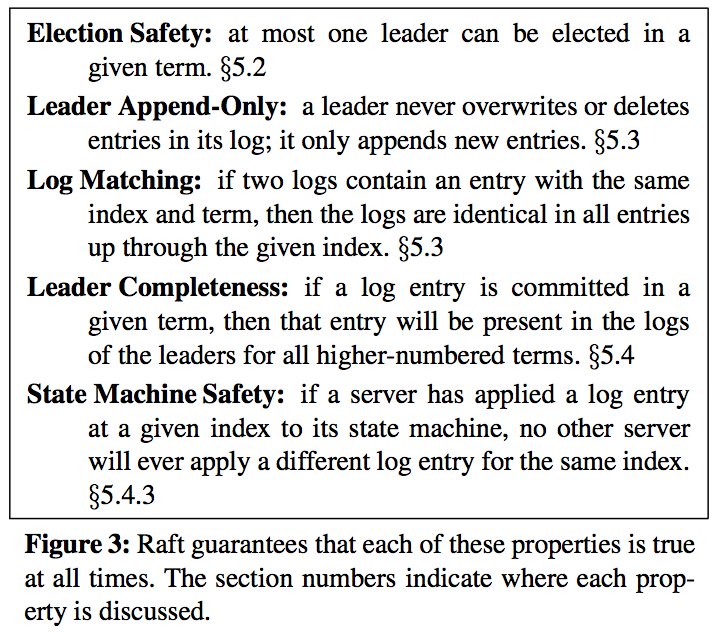 Election Safety: at most one leader can be elected in a
given term. §5.2
Leader Append-Only: a leader never overwrites or deletes
entries in its log; it only appends new entries. §5.3
Log Matching: if two logs contain an entry with the same
index and term, then the logs are identical in all entries
up through the given index. §5.3
Leader Completeness: if a log entry is committed in a
given term, then that entry will be present in the logs
of the leaders for all higher-numbered terms. §5.4
State Machine Safety: if a server has applied a log entry
at a given index to its state machine, no other server
will ever apply a different log entry for the same index.
§5.4.3
Figure 3: Raft guarantees that each of these properties is true
at all times. The section numbers indicate where each prop-
erty is discussed.